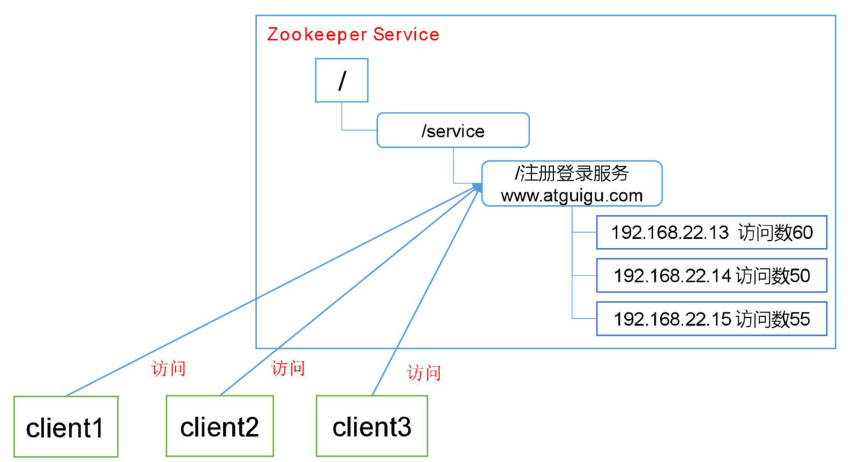 Zookeeper Service
/
/service
/注册登录服务
www.atguigu.com
192.168.22.13 访问数60
192.168.22.14 访问数50
192.168.22.15 访问数55
访问
访问
访问
client1
client2
client3